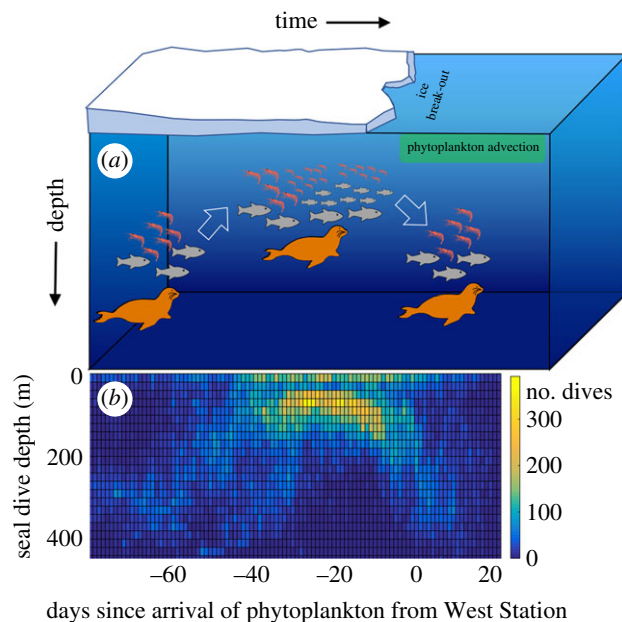 time
ice
break-out
(a)
phytoplankton advection
depth
(b)
0
200
400
seal dive depth (m)
no. dives
300
200
100
0
−60
−40
−20
0
20
days since arrival of phytoplankton from West Station